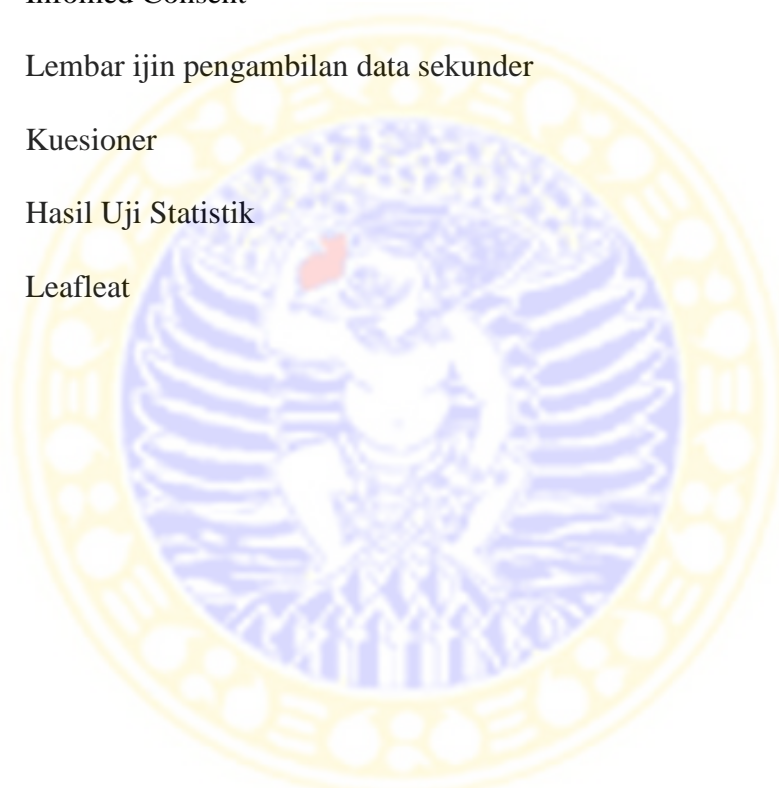 Lembar ijin pengambilan data sekunder
Kuesioner
Hasil Uji Statistik
Leafleat